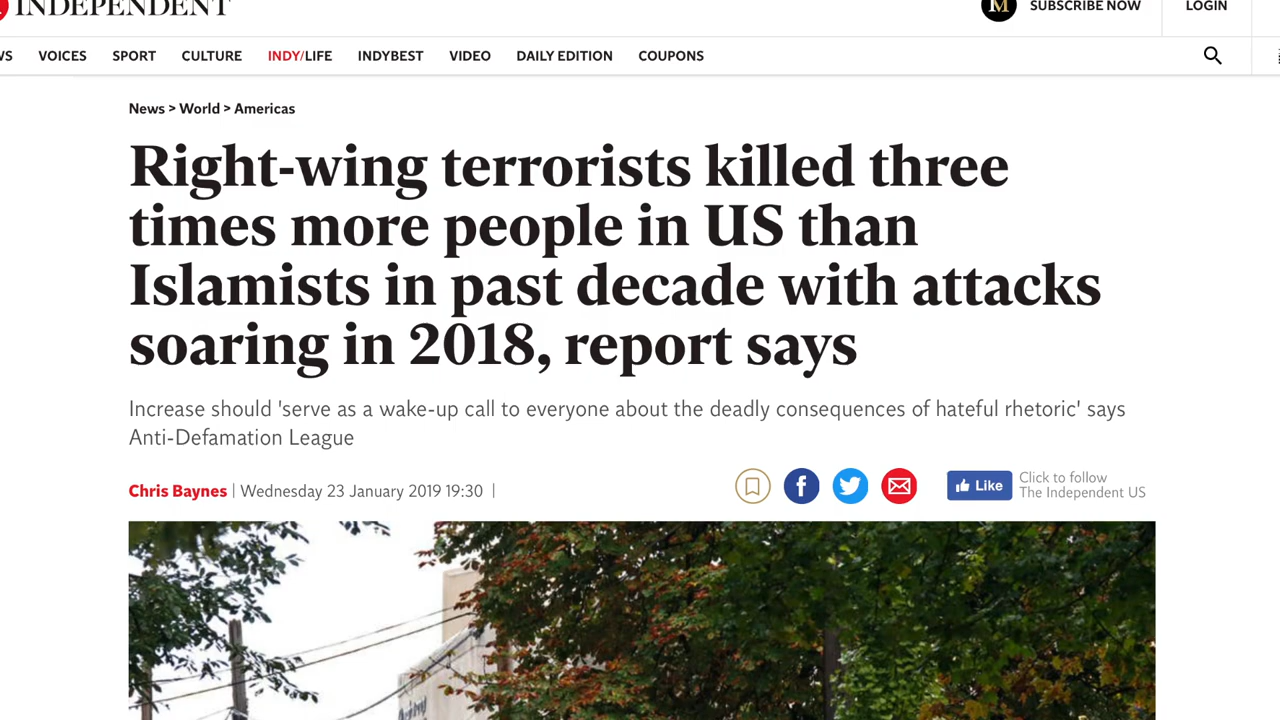 INDEPENDENT
M SUBSCRIBE NOW LOGIN
VOICES SPORT CULTURE INDY/LIFE INDYBEST VIDEO DAILY EDITION COUPONS
News > World > Americas
Right-wing terrorists killed three
times more people in US than
Islamists in past decade with attacks
soaring in 2018, report says
Increase should 'serve as a wake-up call to everyone about the deadly consequences of hateful rhetoric' says
Anti-Defamation League
Chris Baynes | Wednesday 23 January 2019 19:30 |
Like
Click to follow
The Independent US